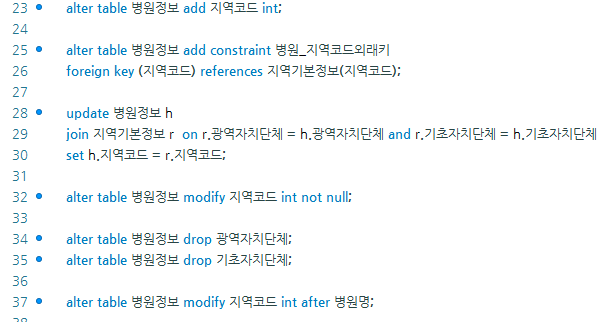 23 alter table 병원정보 add 지역코드 int;
24
25 alter table 병원정보 add constraint 병원_지역코드외래키
26 foreign key (지역코드) references 지역기본정보(지역코드);
27
28 update 병원정보 h
29 join 지역기본정보 r on r.광역자치단체 = h.광역자치단체 and r.기초자치단체 = h.기초자치단체
30 set h.지역코드 = r.지역코드;
31
32 alter table 병원정보 modify 지역코드 int not null;
33
34 alter table 병원정보 drop 광역자치단체;
35 alter table 병원정보 drop 기초자치단체;
36
37 alter table 병원정보 modify 지역코드 int after 병원명;
38